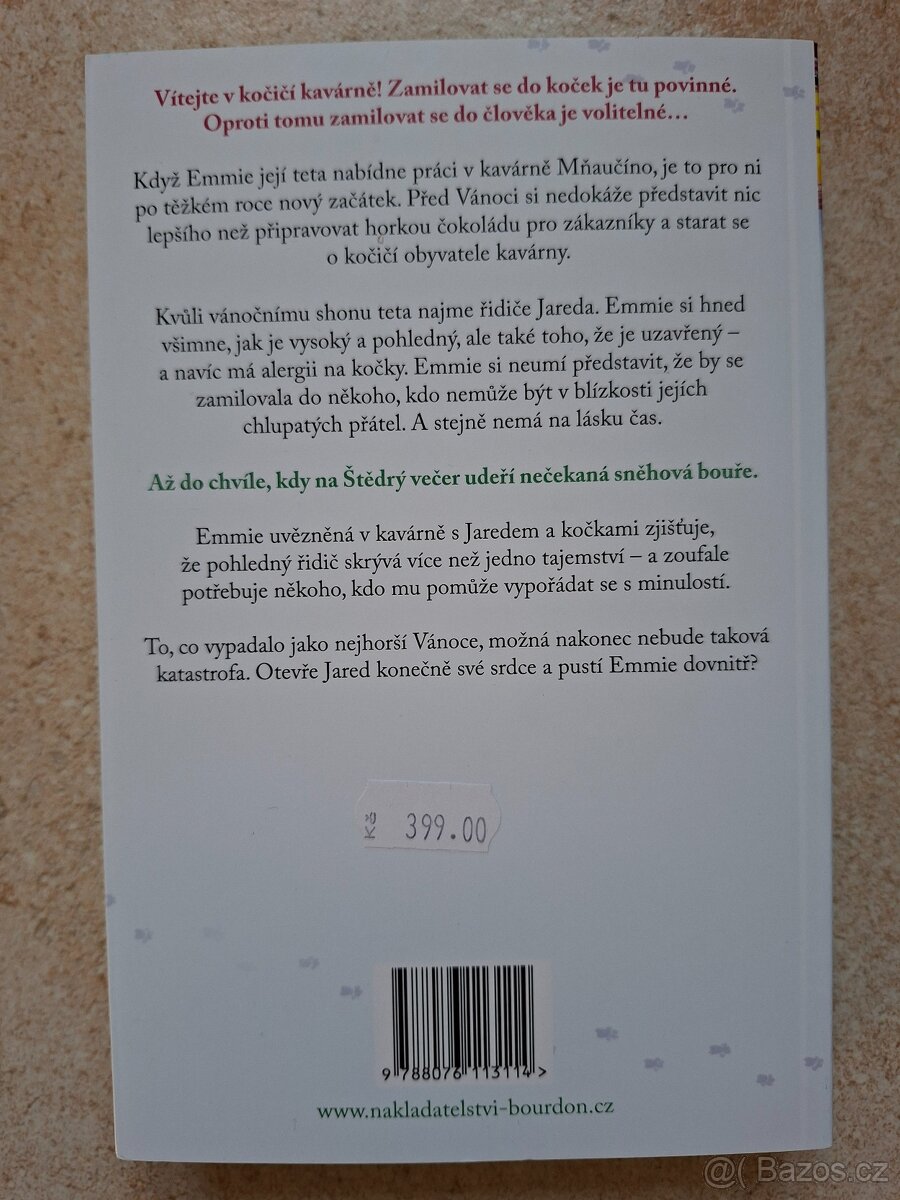 Vítejte v kočičí kavárně! Zamilovat se do koček je tu povinné.
Oproti tomu zamilovat se do člověka je volitelné...
Když Emmie její teta nabídne práci v kavárně Mňaučíno, je to pro ni
po těžkém roce nový začátek. Před Vánoci si nedokáže představit nic
lepšího než připravovat horkou čokoládu pro zákazníky a starat se
o kočičí obyvatele kavárny.
Kvůli vánočnímu shonu teta najme řidiče Jareda. Emmie si hned
všimne, jak je vysoký a pohledný, ale také toho, že je uzavřený –
a navíc má alergii na kočky. Emmie si neumí představit, že by se
zamilovala do někoho, kdo nemůže být v blízkosti jejích
chlupatých přátel. A stejně nemá na lásku čas.
Až do chvíle, kdy na Štědrý večer udeří nečekaná sněhová bouře.
Emmie uvězněná v kavárně s Jaredem a kočkami zjišťuje,
že pohledný řidič skrývá více než jedno tajemství – a zoufale
potřebuje někoho, kdo mu pomůže vypořádat se s minulostí.
To, co vypadalo jako nejhorší Vánoce, možná nakonec nebude taková
katastrofa. Otevře Jared konečně své srdce a pustí Emmie dovnitř?
Kč 399.00
9 788076 113114 >
www.nakladatelstvi-bourdon.cz
@( Bazos.cz